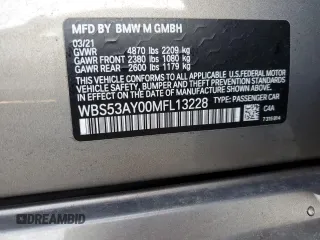 MFD. BY BMW M GMBH
03/21
GVWR 4870 lbs 2209 kg
GAWR FRONT 2380 lbs 1080 kg
GAWR REAR 2600 lbs 1179 kg
THIS VEHICLE CONFORMS TO ALL APPLICABLE U.S. FEDERAL MOTOR
VEHICLE SAFETY, BUMPER, AND THEFT PREVENTION STANDARDS IN
EFFECT ON THE DATE OF MANUFACTURE SHOWN ABOVE.
WBS53AY00MFL13228
TYPE: PASSENGER CAR
C4A
DREAMBID